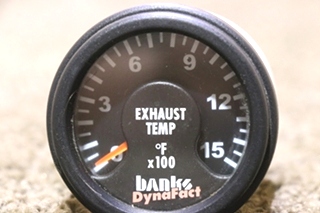 6 9
3 12
0 15
EXHAUST
TEMP
°F
x100
banks
DynaFact